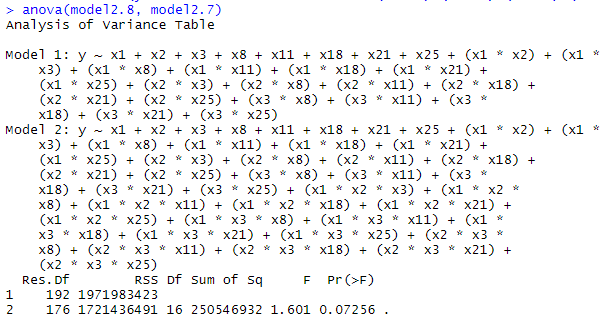 > anova(model2.8, model2.7)
Analysis of Variance Table

Model 1: y ~ x1 + x2 + x3 + x8 + x11 + x18 + x21 + x25 + (x1 * x2) + (x1 *
    x3) + (x1 * x8) + (x1 * x11) + (x1 * x18) + (x1 * x21) +
    (x1 * x25) + (x2 * x3) + (x2 * x8) + (x2 * x11) + (x2 * x18) +
    (x2 * x21) + (x2 * x25) + (x3 * x8) + (x3 * x11) + (x3 *
    x18) + (x3 * x21) + (x3 * x25)
Model 2: y ~ x1 + x2 + x3 + x8 + x11 + x18 + x21 + x25 + (x1 * x2) + (x1 *
    x3) + (x1 * x8) + (x1 * x11) + (x1 * x18) + (x1 * x21) +
    (x1 * x25) + (x2 * x3) + (x2 * x8) + (x2 * x11) + (x2 * x18) +
    (x2 * x21) + (x2 * x25) + (x3 * x8) + (x3 * x11) + (x3 *
    x18) + (x3 * x21) + (x3 * x25) + (x1 * x2 * x3) + (x1 * x2 *
    x8) + (x1 * x2 * x11) + (x1 * x2 * x18) + (x1 * x2 * x21) +
    (x1 * x2 * x25) + (x1 * x3 * x8) + (x1 * x3 * x11) + (x1 *
    x3 * x18) + (x1 * x3 * x21) + (x1 * x3 * x25) + (x2 * x3 *
    x8) + (x2 * x3 * x11) + (x2 * x3 * x18) + (x2 * x3 * x21) +
    (x2 * x3 * x25)
  Res.Df        RSS Df Sum of Sq     F  Pr(>F)
1    192 1971983423
2    176 1721436491 16 250546932 1.601 0.07256 .